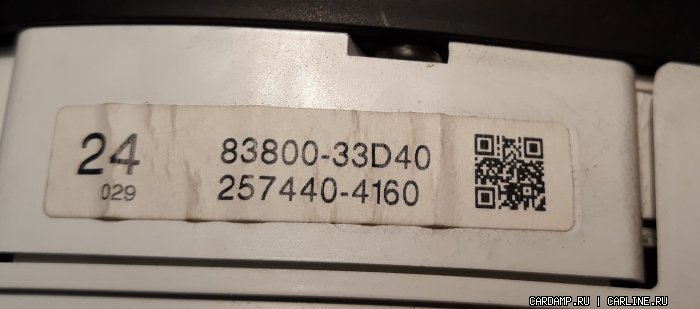 24
029
83800-33D40
257440-4160
CARDAMP.RU | CARLINE.RU